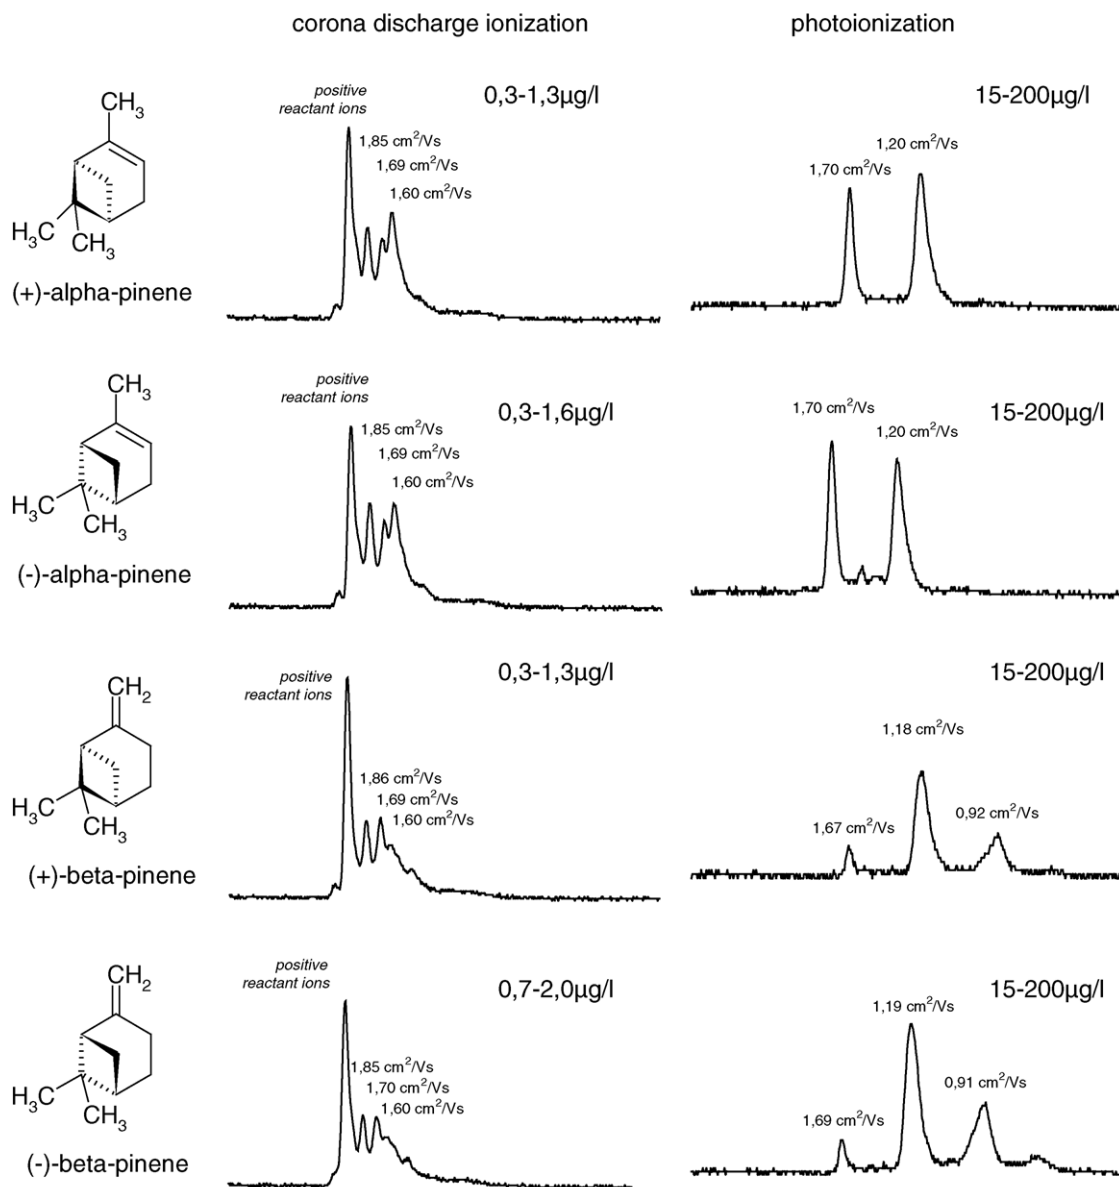 corona discharge ionization
photoionization
CH3
H3C
CH3
(+)-alpha-pinene
positive
reactant ions
0,3-1,3µg/l
1,85 cm2/Vs
1,69 cm2/Vs
1,60 cm2/Vs
15-200µg/l
1,20 cm2/Vs
1,70 cm2/Vs
CH3
H3C
CH3
(-)-alpha-pinene
positive
reactant ions
0,3-1,6µg/l
1,85 cm2/Vs
1,69 cm2/Vs
1,60 cm2/Vs
15-200µg/l
1,70 cm2/Vs
1,20 cm2/Vs
CH2
H3C
CH3
(+)-beta-pinene
positive
reactant ions
0,3-1,3µg/l
1,86 cm2/Vs
1,69 cm2/Vs
1,60 cm2/Vs
15-200µg/l
1,18 cm2/Vs
1,67 cm2/Vs
0,92 cm2/Vs
CH2
H3C
CH3
(-)-beta-pinene
positive
reactant ions
0,7-2,0µg/l
1,85 cm2/Vs
1,70 cm2/Vs
1,60 cm2/Vs
15-200µg/l
1,19 cm2/Vs
0,91 cm2/Vs
1,69 cm2/Vs